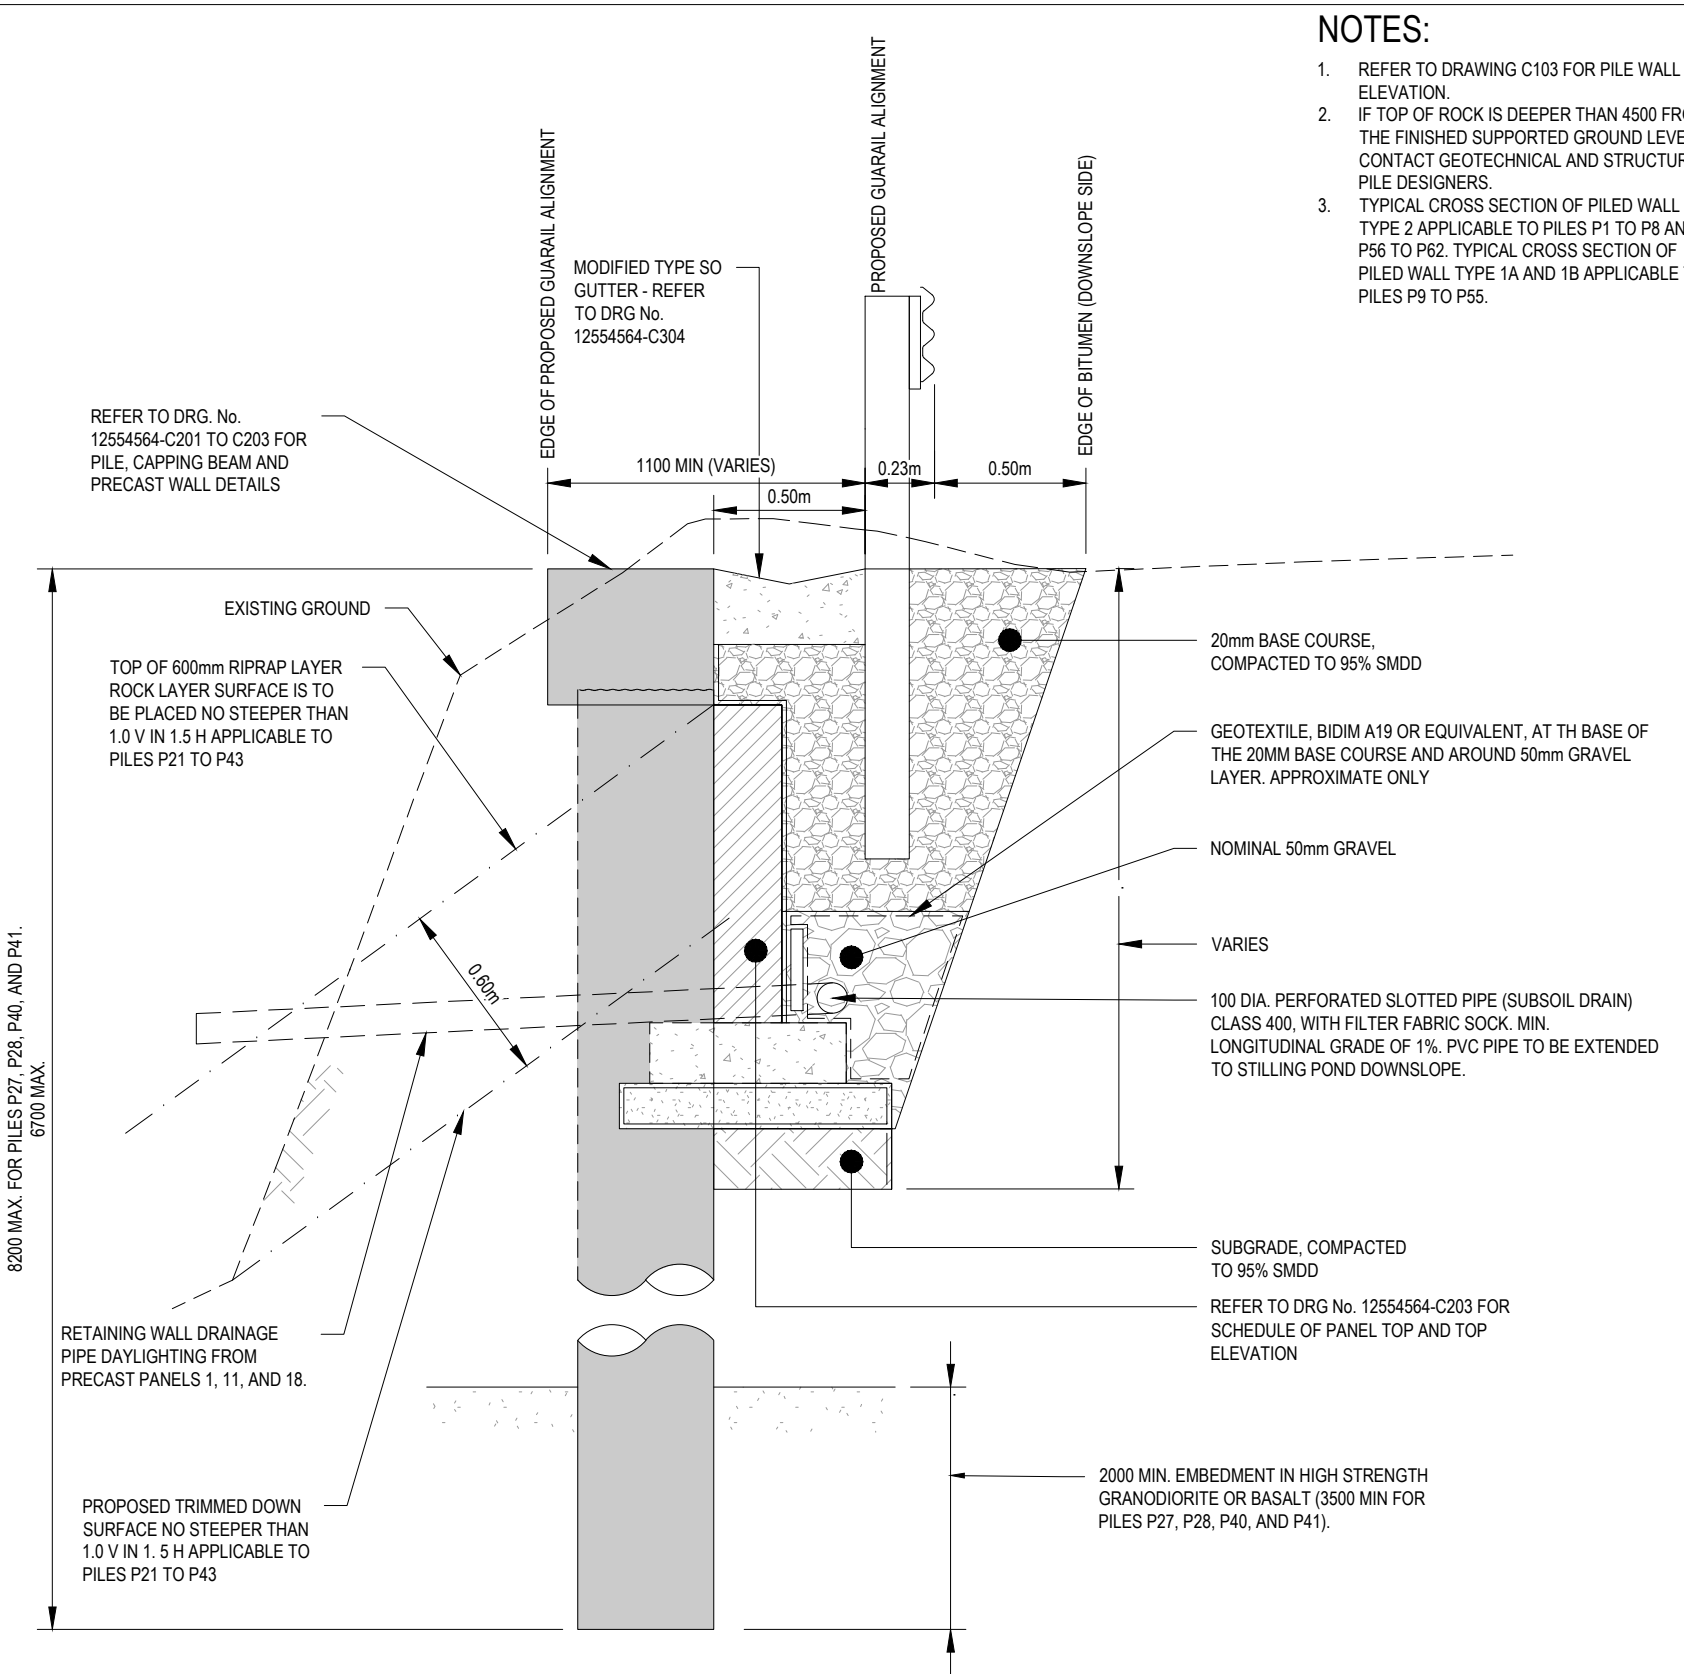 NOTES:
1. REFER TO DRAWING C103 FOR PILE WALL
ELEVATION.
2. IF TOP OF ROCK IS DEEPER THAN 4500
THE FINISHED SUPPORTED GROUND
CONTACT GEOTECHNICAL AND
PILE DESIGNERS.
3. TYPICAL CROSS SECTION OF PILED WALL
TYPE 2 APPLICABLE TO PILES P1 TO P8
P56 TO P62. TYPICAL CROSS SECTION OF
PILED WALL TYPE 1A AND 1B APPLICABLE
PILES P9 TO P55.
EDGE OF PROPOSED GUARAIL ALIGNMENT
PROPOSED GUARAIL ALIGNMENT
EDGE OF BITUMEN (DOWNSLOPE SIDE)
MODIFIED TYPE SO
GUTTER - REFER
TO DRG No.
12554564-C304
REFER TO DRG. No.
12554564-C201 TO C203 FOR
PILE, CAPPING BEAM AND
PRECAST WALL DETAILS
1100 MIN (VARIES)
0.23m
0.50m
0.50m
EXISTING GROUND
TOP OF 600mm RIPRAP LAYER
ROCK LAYER SURFACE IS TO
BE PLACED NO STEEPER THAN
1.0 V IN 1.5 H APPLICABLE TO
PILES P21 TO P43
20mm BASE COURSE,
COMPACTED TO 95% SMDD
GEOTEXTILE, BIDIM A19 OR EQUIVALENT, AT TH BASE OF
THE 20MM BASE COURSE AND AROUND 50mm GRAVEL
LAYER. APPROXIMATE ONLY
NOMINAL 50mm GRAVEL
VARIES
0.60m
8200 MAX. FOR PILES P27, P28, P40, AND P41.
6700 MAX.
100 DIA. PERFORATED SLOTTED PIPE (SUBSOIL DRAIN)
CLASS 400, WITH FILTER FABRIC SOCK. MIN.
LONGITUDINAL GRADE OF 1%. PVC PIPE TO BE EXTENDED
TO STILLING POND DOWNSLOPE.
SUBGRADE, COMPACTED
TO 95% SMDD
REFER TO DRG No. 12554564-C203 FOR
SCHEDULE OF PANEL TOP AND TOP
ELEVATION
RETAINING WALL DRAINAGE
PIPE DAYLIGHTING FROM
PRECAST PANELS 1, 11, AND 18.
2000 MIN. EMBEDMENT IN HIGH STRENGTH
GRANODIORITE OR BASALT (3500 MIN FOR
PILES P27, P28, P40, AND P41).
PROPOSED TRIMMED DOWN
SURFACE NO STEEPER THAN
1.0 V IN 1. 5 H APPLICABLE TO
PILES P21 TO P43